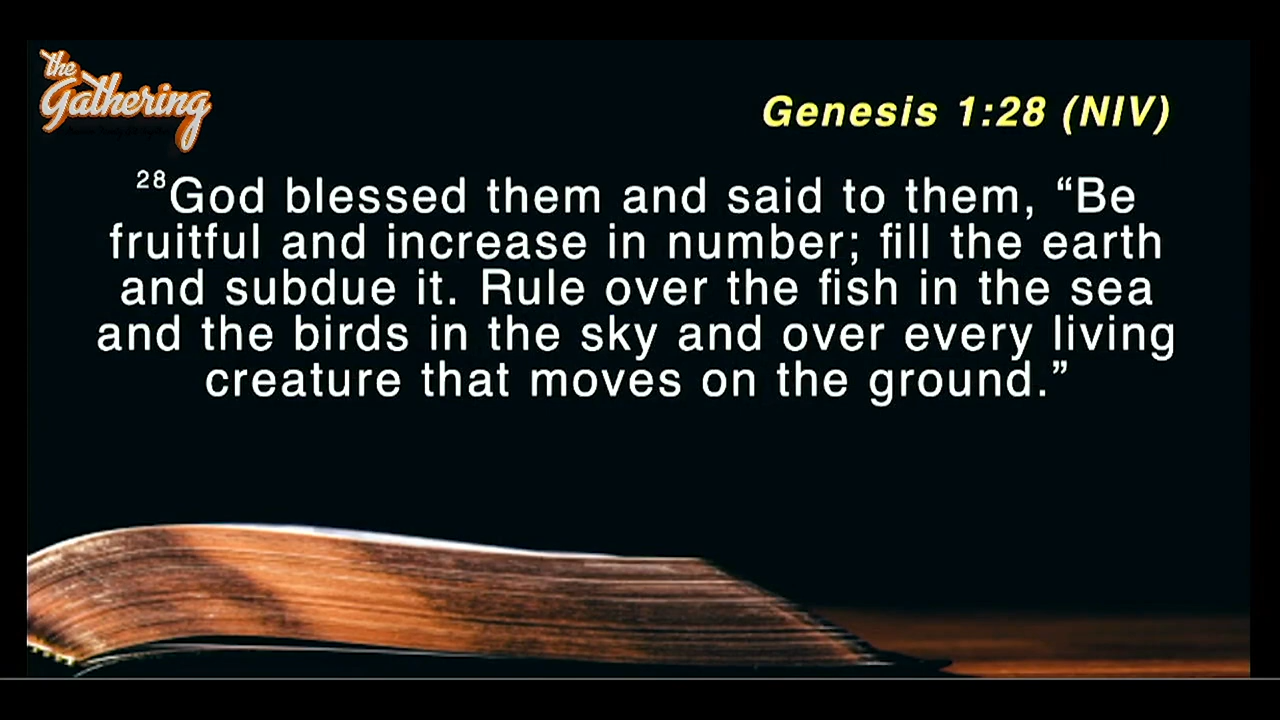 the
Gathering
Genesis 1:28 (NIV)
28God blessed them and said to them, “Be
fruitful and increase in number; fill the earth
and subdue it. Rule over the fish in the sea
and the birds in the sky and over every living
creature that moves on the ground.”